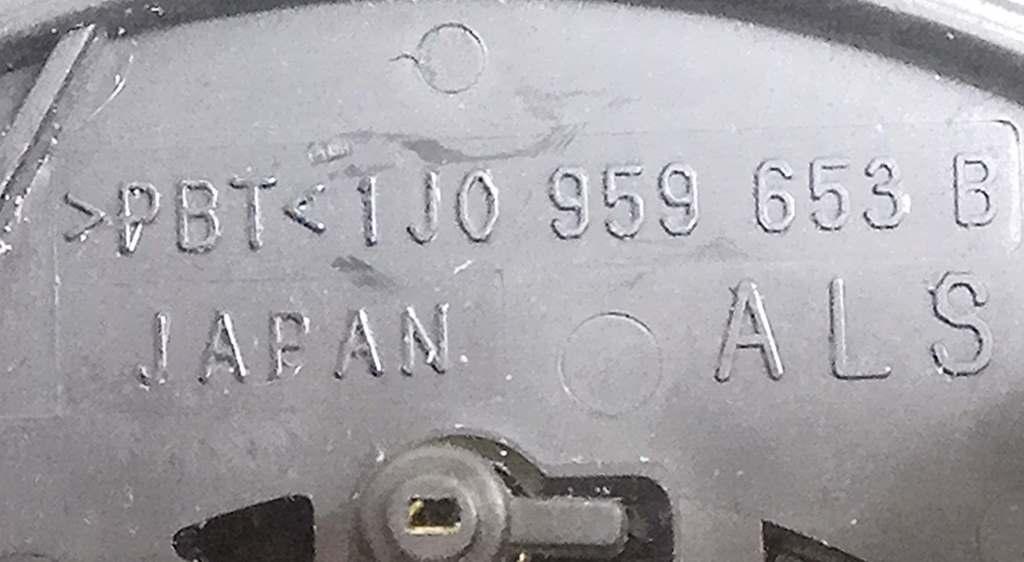 >PBT< 1J0 959 653 B
JAPAN ALS